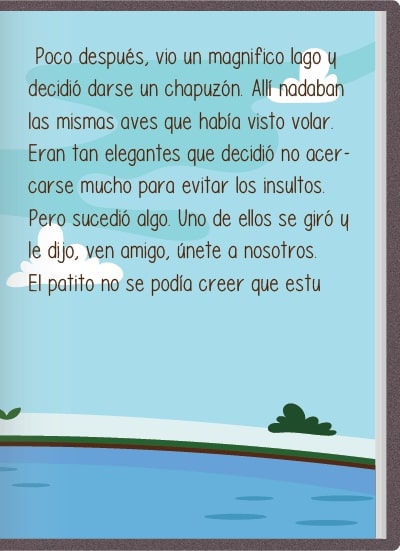 Poco después, vio un magnifico lago y
decidió darse un chapuzón. Allí nadaban
las mismas aves que había visto volar.
Eran tan elegantes que decidió no acer-
carse mucho para evitar los insultos.
Pero sucedió algo. Uno de ellos se giró y
le dijo, ven amigo, únete a nosotros.
El patito no se podía creer que estu